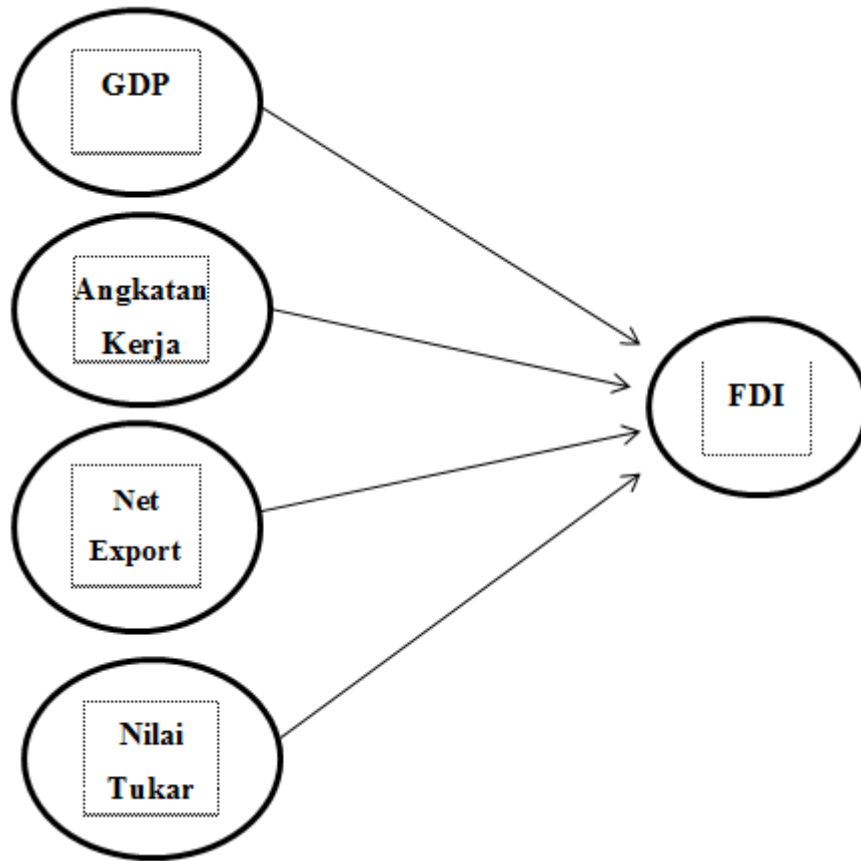 GDP
Angkatan
Kerja
Net
Export
Nilai
Tukar
FDI